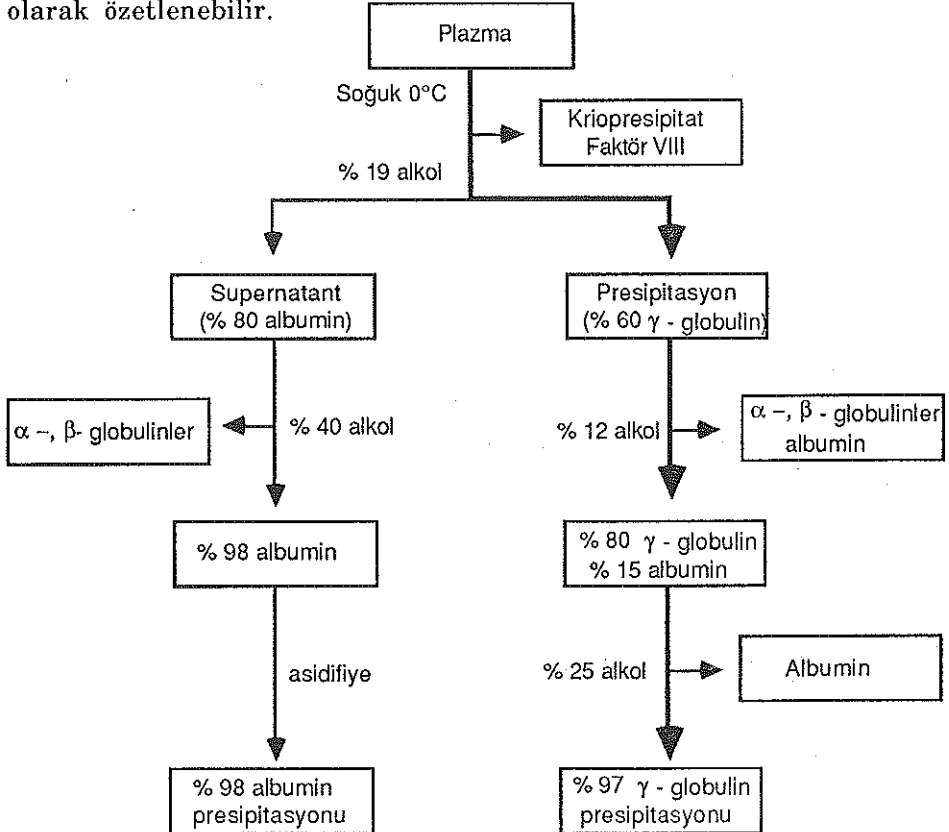 olarak özetlenebilir.
Plazma
Soğuk 0°C
Kriopresipitat
Faktör VIII
% 19 alkol
Supernatant
(% 80 albumin)
Presipitasyon
(% 60 γ - globulin)
α –, β- globulinler
% 40 alkol
% 12 alkol
α –, β - globulinler
albumin
% 98 albumin
% 80 γ - globulin
% 15 albumin
asidifiye
% 25 alkol
Albumin
% 98 albumin
presipitasyonu
% 97 γ - globulin
presipitasyonu